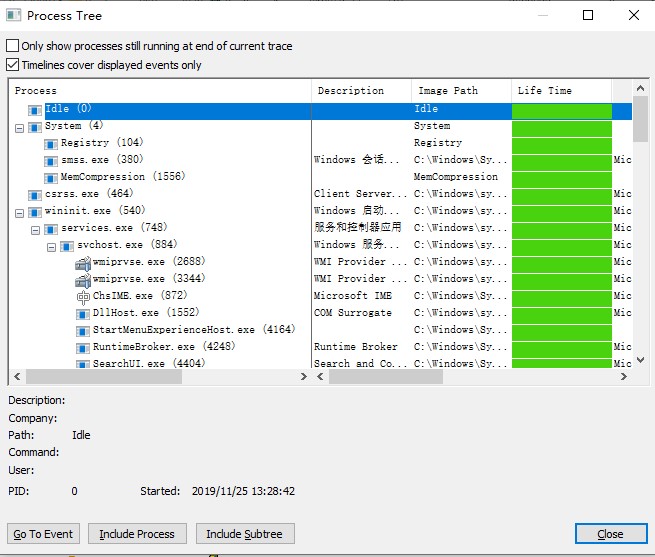 Process Tree
Only show processes still running at end of current trace
Timelines cover displayed events only
Process Description Image Path Life Time
Idle (0) Idle
System (4) System
Registry (104) Registry
smss.exe (380) Windows 会话... C:\Windows\Sy... Mic
MemCompression (1556) MemCompression
csrss.exe (464) Client Server... C:\Windows\Sy... Mic
wininit.exe (540) Windows 启动... C:\Windows\Sy... Mic
services.exe (748) 服务和控制器应用 C:\Windows\Sy... Mic
svchost.exe (884) Windows 服务... C:\Windows\Sy... Mic
wmiprvse.exe (2688) WMI Provider ... C:\Windows\Sy... Mic
wmiprvse.exe (3344) WMI Provider ... C:\Windows\Sy... Mic
ChsIME.exe (872) Microsoft IME C:\Windows\Sy... Mic
DllHost.exe (1552) COM Surrogate C:\Windows\Sy... Mic
StartMenuExperienceHost.exe (4164) C:\Windows\Sy...
RuntimeBroker.exe (4248) Runtime Broker C:\Windows\Sy... Mic
SearchUI.exe (4404) Search and Co... C:\Windows\Sy... Mic
Description:
Company:
Path: Idle
Command:
User:
PID: 0 Started: 2019/11/25 13:28:42
Go To Event Include Process Include Subtree Close